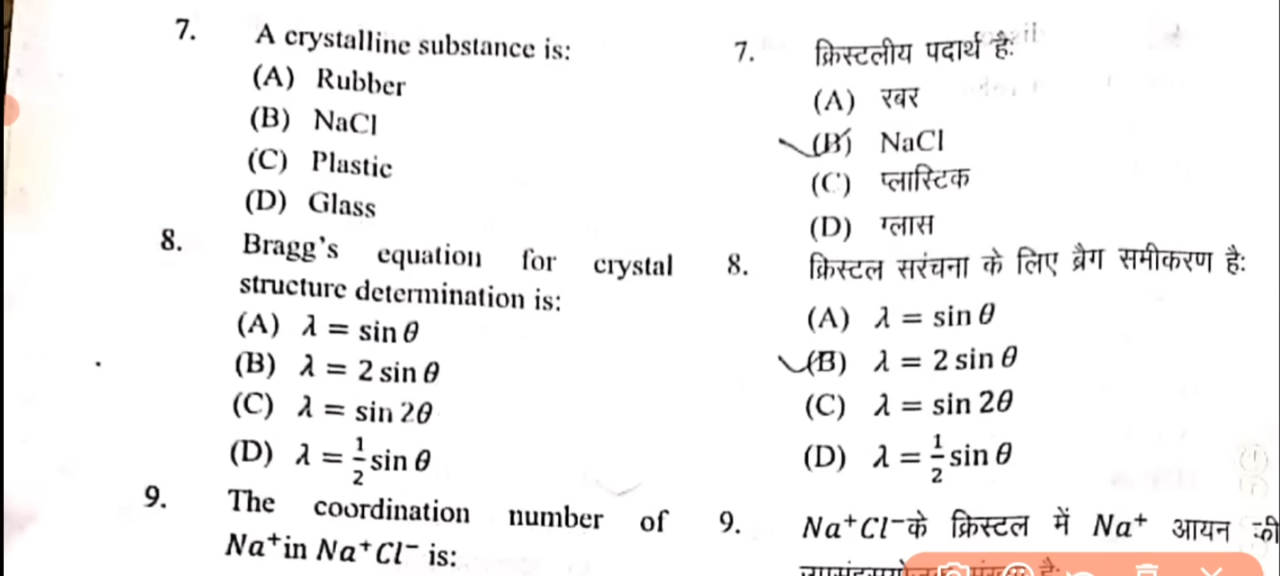 7. A crystalline substance is:
(A) Rubber
(B) NaCl
(C) Plastic
(D) Glass
8. Bragg's equation for crystal
structure determination is:
(A) λ = sin θ
(B) λ = 2 sin θ
(C) λ = sin 2θ
(D) λ = 1/2 sin θ
9. The coordination number of
Na⁺in Na⁺Cl⁻ is:
7. क्रिस्टलीय पदार्थ है:
(A) रबर
(B) NaCl
(C) प्लास्टिक
(D) ग्लास
8. क्रिस्टल सरंचना के लिए ब्रैग समीकरण है:
(A) λ = sin θ
(B) λ = 2 sin θ
(C) λ = sin 2θ
(D) λ = 1/2 sin θ
9. Na⁺Cl⁻के क्रिस्टल में Na⁺ आयन की